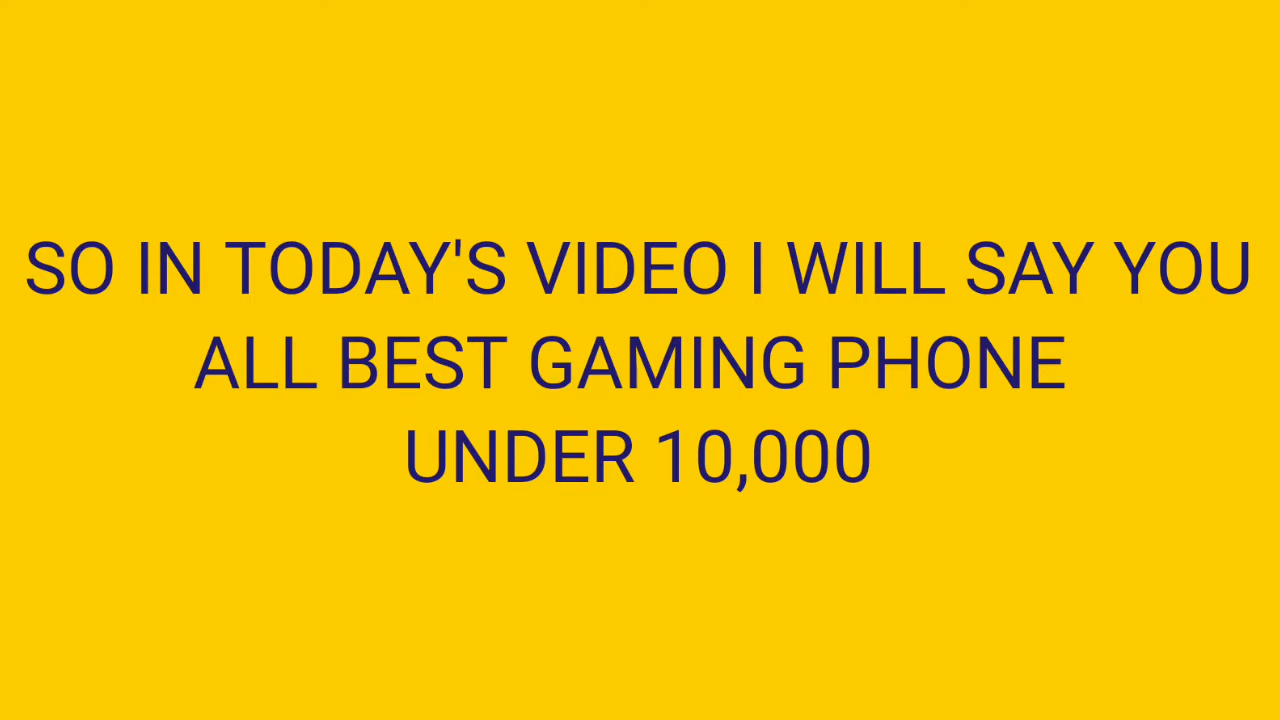 SO IN TODAY'S VIDEO I WILL SAY YOU
ALL BEST GAMING PHONE
UNDER 10,000